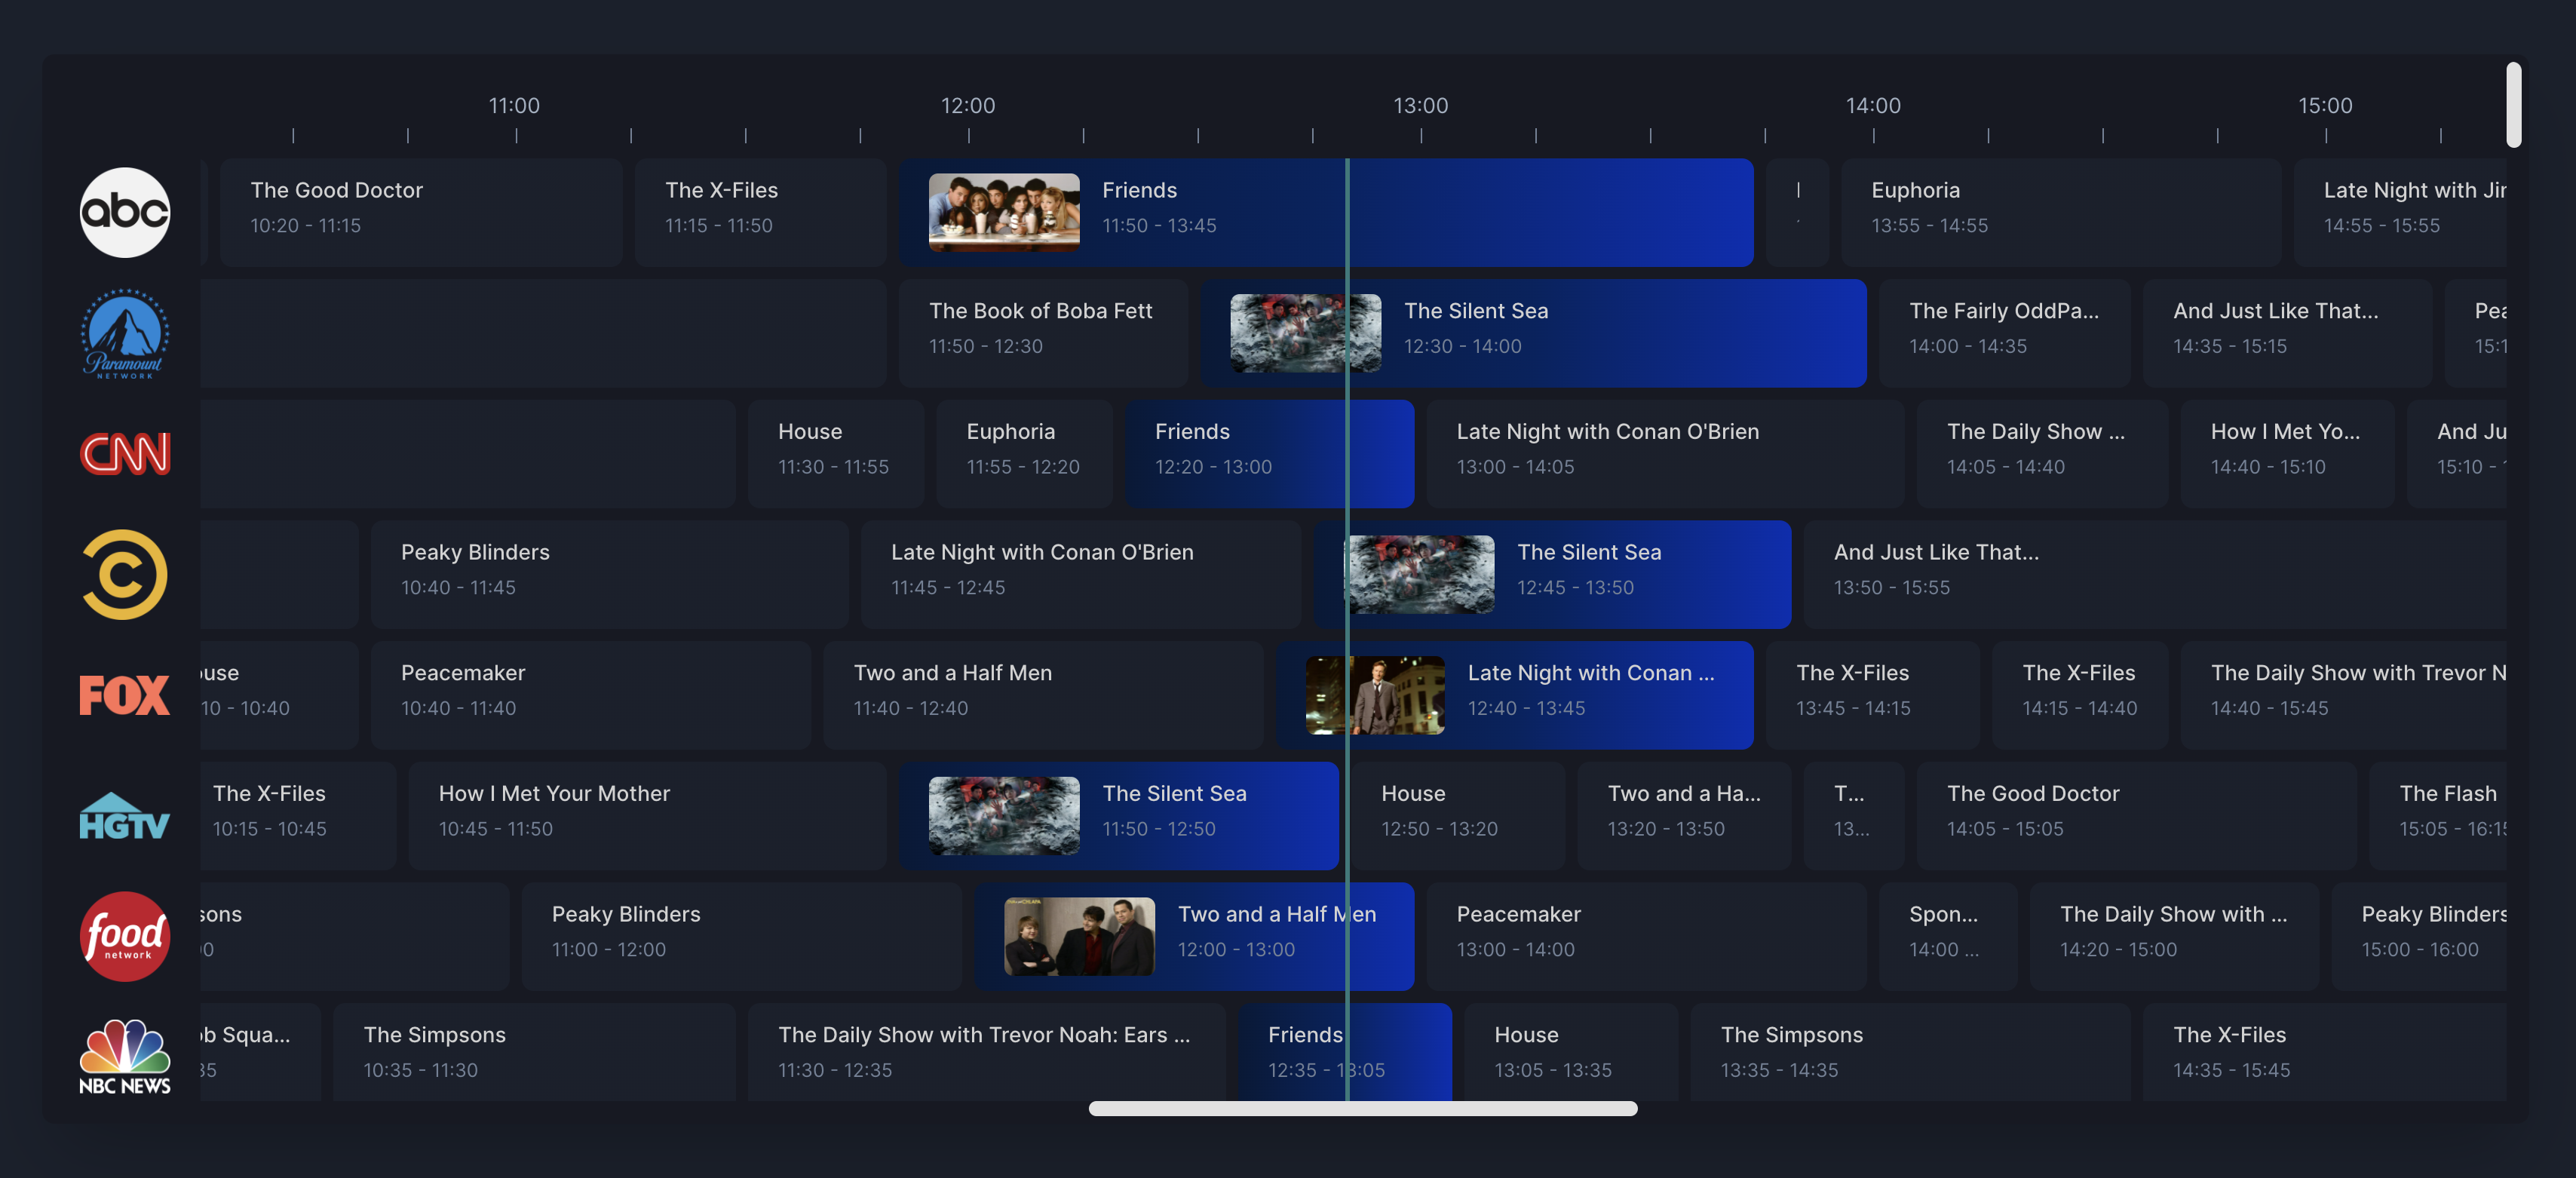 11:00
12:00
13:00
14:00
15:00
abc
The Good Doctor
10:20 - 11:15
The X-Files
11:15 - 11:50
Friends
11:50 - 13:45
Euphoria
13:55 - 14:55
Late Night with Jir
14:55 - 15:55
Paramount
NETWORK
The Book of Boba Fett
11:50 - 12:30
The Silent Sea
12:30 - 14:00
The Fairly OddPa...
14:00 - 14:35
And Just Like That...
14:35 - 15:15
Pea
15:1
CNN
House
11:30 - 11:55
Euphoria
11:55 - 12:20
Friends
12:20 - 13:00
Late Night with Conan O'Brien
13:00 - 14:05
The Daily Show ...
14:05 - 14:40
How I Met Yo...
14:40 - 15:10
And Ju
15:10 -
Peaky Blinders
10:40 - 11:45
Late Night with Conan O'Brien
11:45 - 12:45
The Silent Sea
12:45 - 13:50
And Just Like That...
13:50 - 15:55
FOX
ouse
10 - 10:40
Peacemaker
10:40 - 11:40
Two and a Half Men
11:40 - 12:40
Late Night with Conan ...
12:40 - 13:45
The X-Files
13:45 - 14:15
The X-Files
14:15 - 14:40
The Daily Show with Trevor N
14:40 - 15:45
HGTV
The X-Files
10:15 - 10:45
How I Met Your Mother
10:45 - 11:50
The Silent Sea
11:50 - 12:50
House
12:50 - 13:20
Two and a Ha...
13:20 - 13:50
T...
13...
The Good Doctor
14:05 - 15:05
The Flash
15:05 - 16:15
food
network
sons
00
Peaky Blinders
11:00 - 12:00
Two and a Half Men
12:00 - 13:00
Peacemaker
13:00 - 14:00
Spon...
14:00 ...
The Daily Show with ...
14:20 - 15:00
Peaky Blinders
15:00 - 16:00
NBC NEWS
ob Squa...
35
The Simpsons
10:35 - 11:30
The Daily Show with Trevor Noah: Ears ...
11:30 - 12:35
Friends
12:35 - 13:05
House
13:05 - 13:35
The Simpsons
13:35 - 14:35
The X-Files
14:35 - 15:45